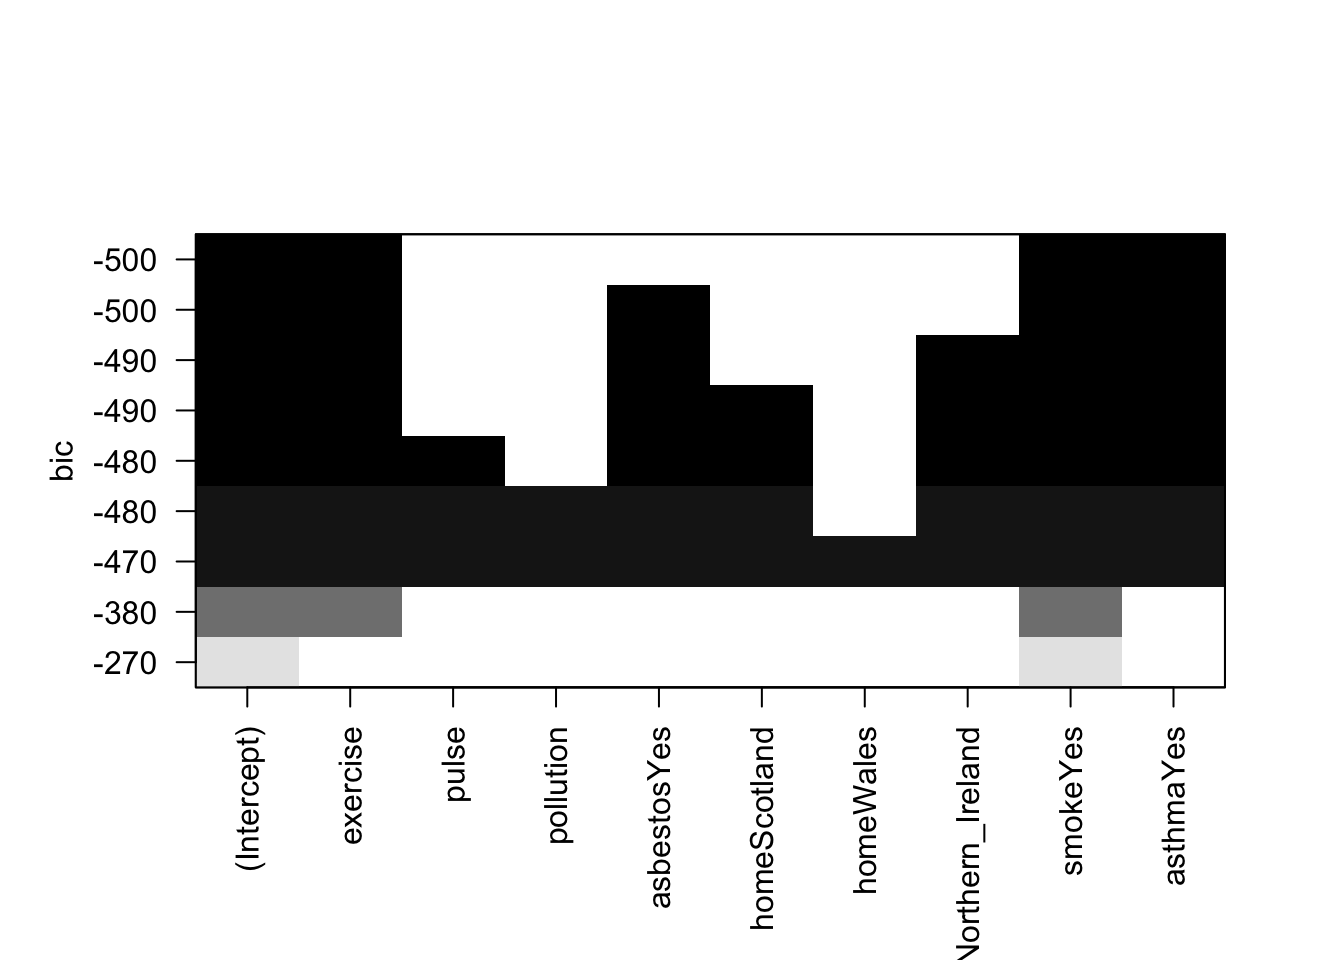 -500
-500
-490
-490
-480
-480
-470
-380
-270
bic
(Intercept)
exercise
pulse
pollution
asbestosYes
homeScotland
homeWales
Northern_Ireland
smokeYes
asthmaYes